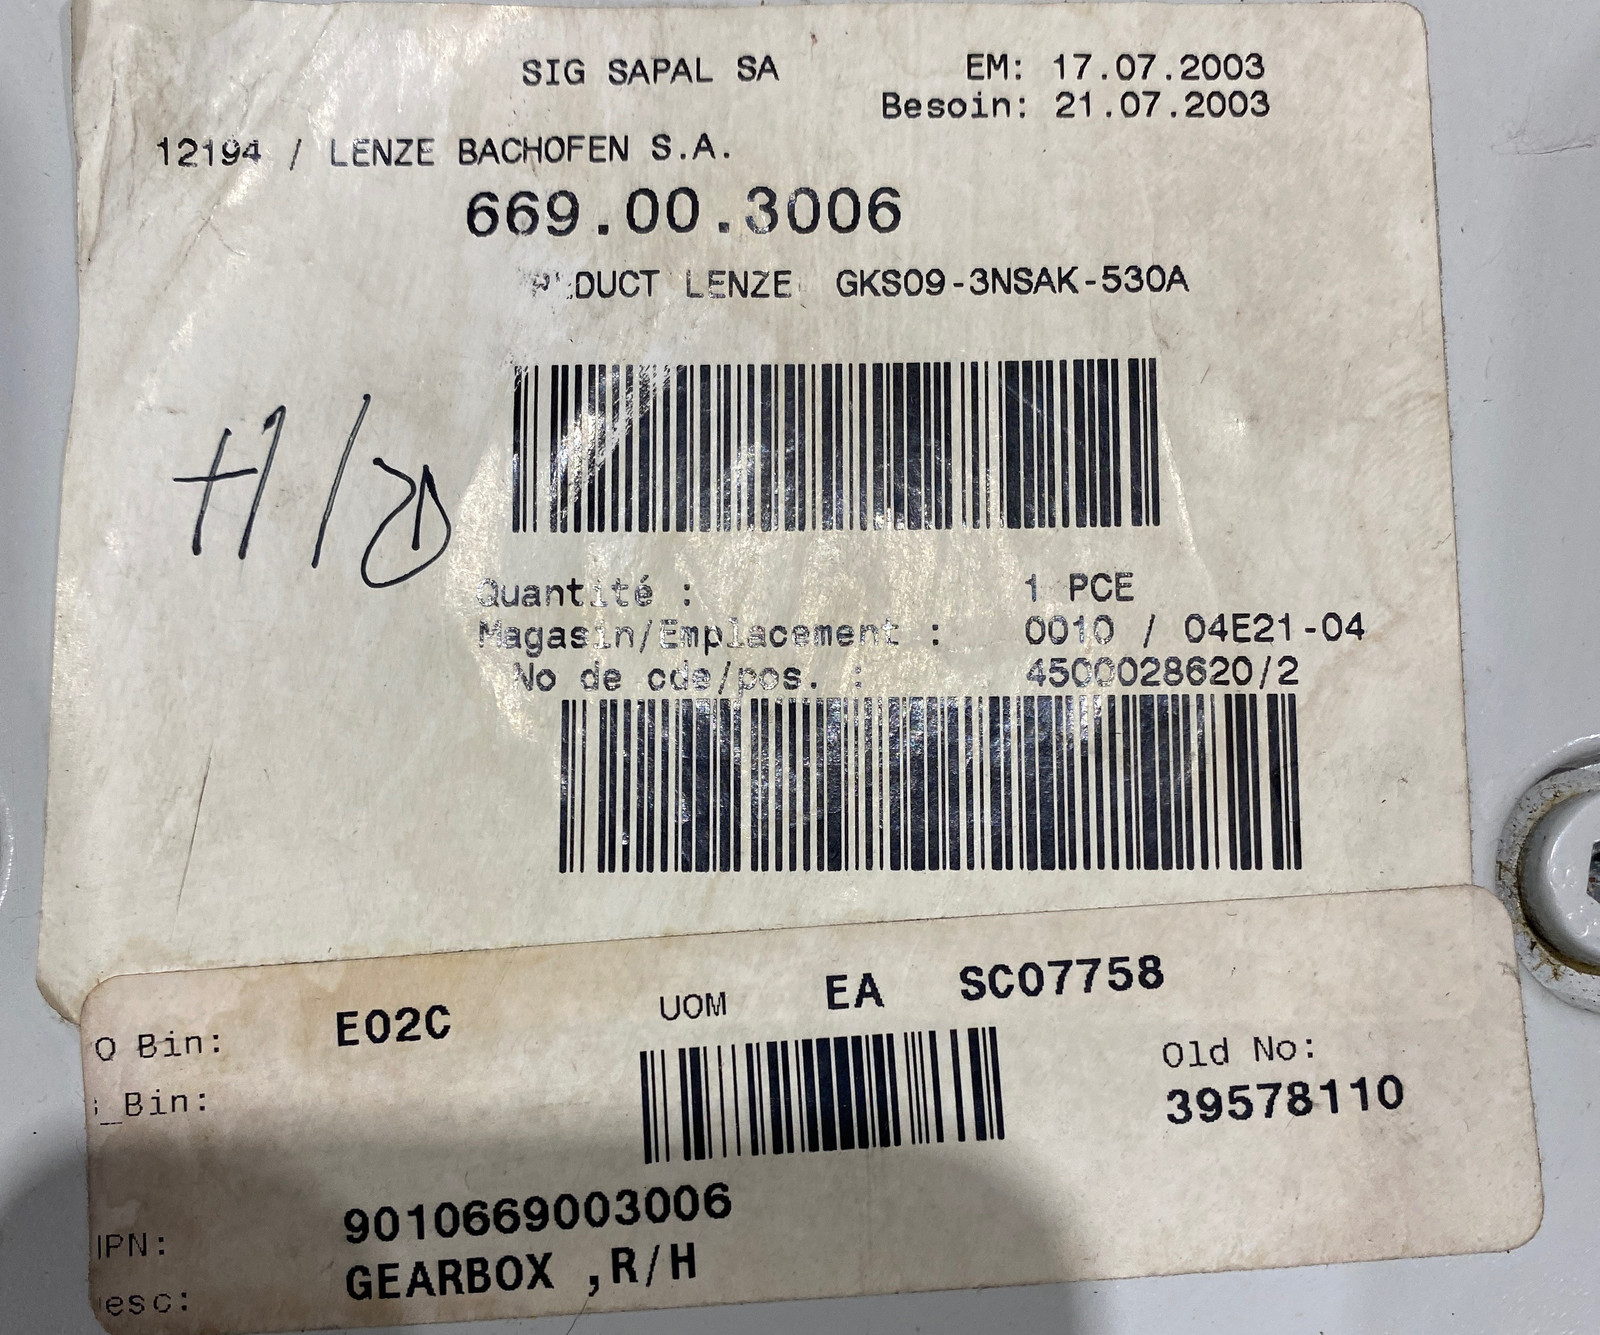 SIG SAPAL SA EM: 17.07.2003
Besoin: 21.07.2003
12194 / LENZE BACHOFEN S.A.
669.00.3006
LENZE GKS09-3NSAK-530A
R/H
Quantité : 1 PCE
Magasin/Emplacement : 0010 / 04E21-04
No de cde/pos. : 4500028620/2
Bin: E02C UOM EA SC07758
Old No:
_Bin: 39578110
IPN: 9010669003006
esc: GEARBOX ,R/H